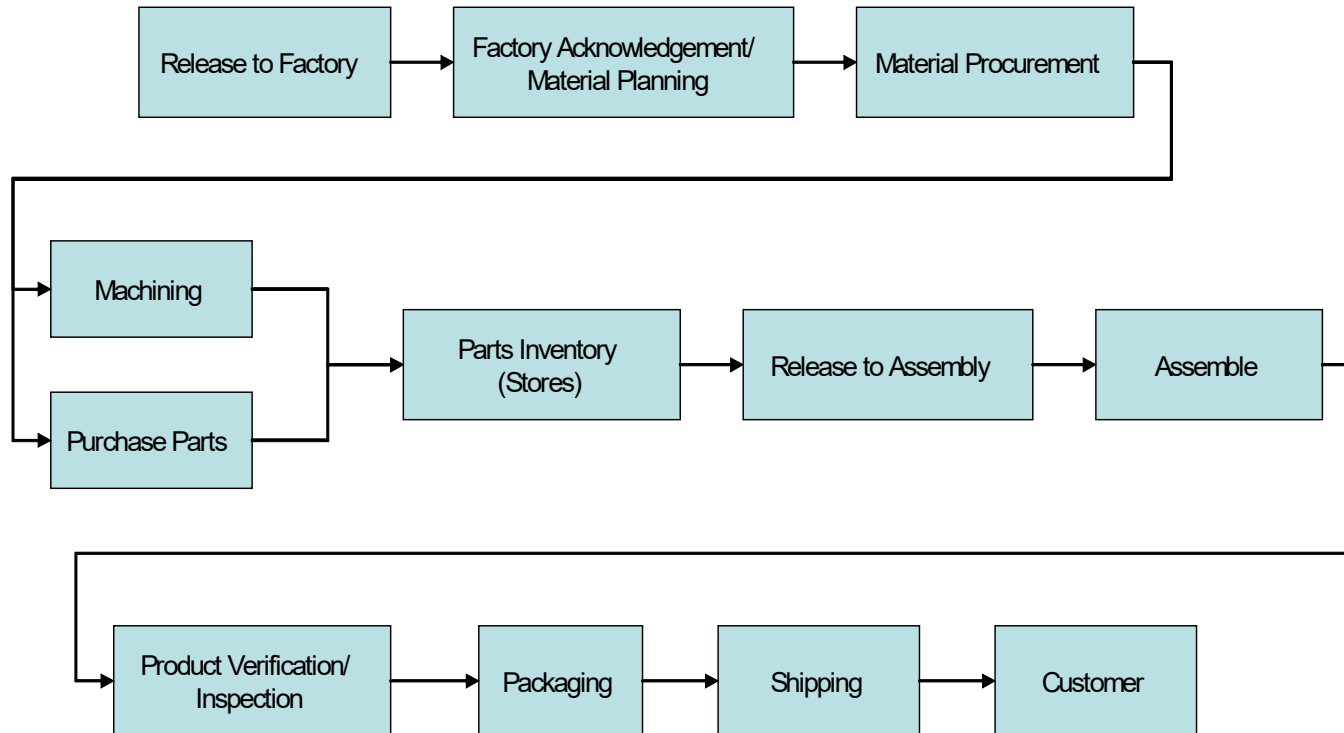 Release to Factory
Factory Acknowledgement/
Material Planning
Material Procurement
Machining
Purchase Parts
Parts Inventory
(Stores)
Release to Assembly
Assemble
Product Verification/
Inspection
Packaging
Shipping
Customer